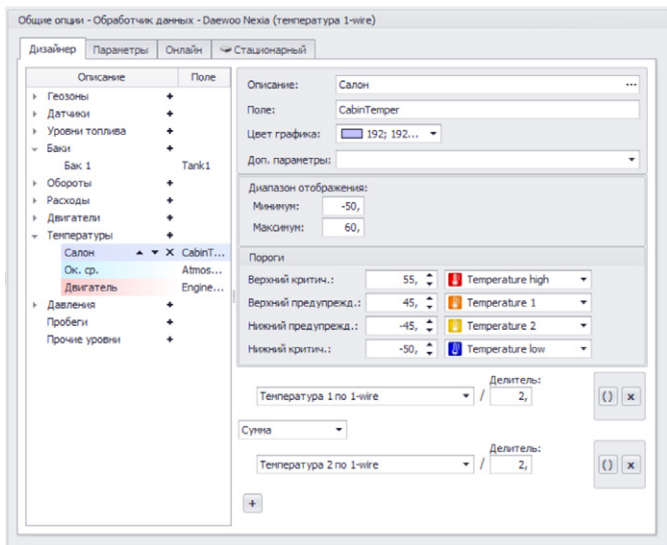 Общие опции - Обработчик данных - Daewoo Nexia (температура 1-wire)
Дизайнер Параметры Онлайн Стационарный
Описание Поле
Геозоны +
Датчики +
Уровни топлива +
Баки +
Бак 1 Tank1
Обороты +
Расходы +
Двигатели +
Температуры +
Салон CabinT...
Ок. ср. Atmos...
Двигатель Engine...
Давления +
Пробеги +
Прочие уровни +
Описание: Салон ...
Поле: CabinTemper
Цвет графика: 192; 192...
Доп. параметры:
Диапазон отображения:
Минимум: -50,
Максимум: 60,
Пороги
Верхний критич.: 55, Temperature high
Верхний предупрежд.: 45, Temperature 1
Нижний предупрежд.: -45, Temperature 2
Нижний критич.: -50, Temperature low
Делитель:
Температура 1 по 1-wire / 2, () x
Сумма
Делитель:
Температура 2 по 1-wire / 2, () x
+